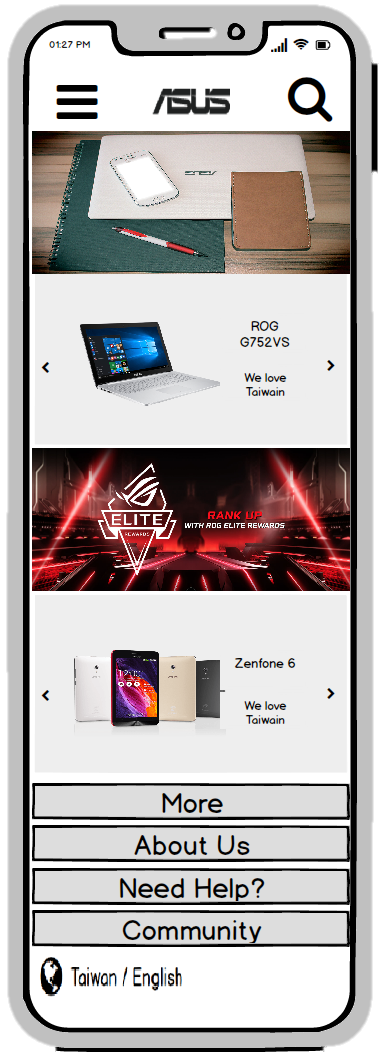 01:27 PM
ASUS
ASUS
ROG
G752VS
We love
Taiwain
ELITE
REWARDS
RANK UP
WITH ROG ELITE REWARDS
Zenfone 6
We love
Taiwain
More
About Us
Need Help?
Community
Taiwan / English